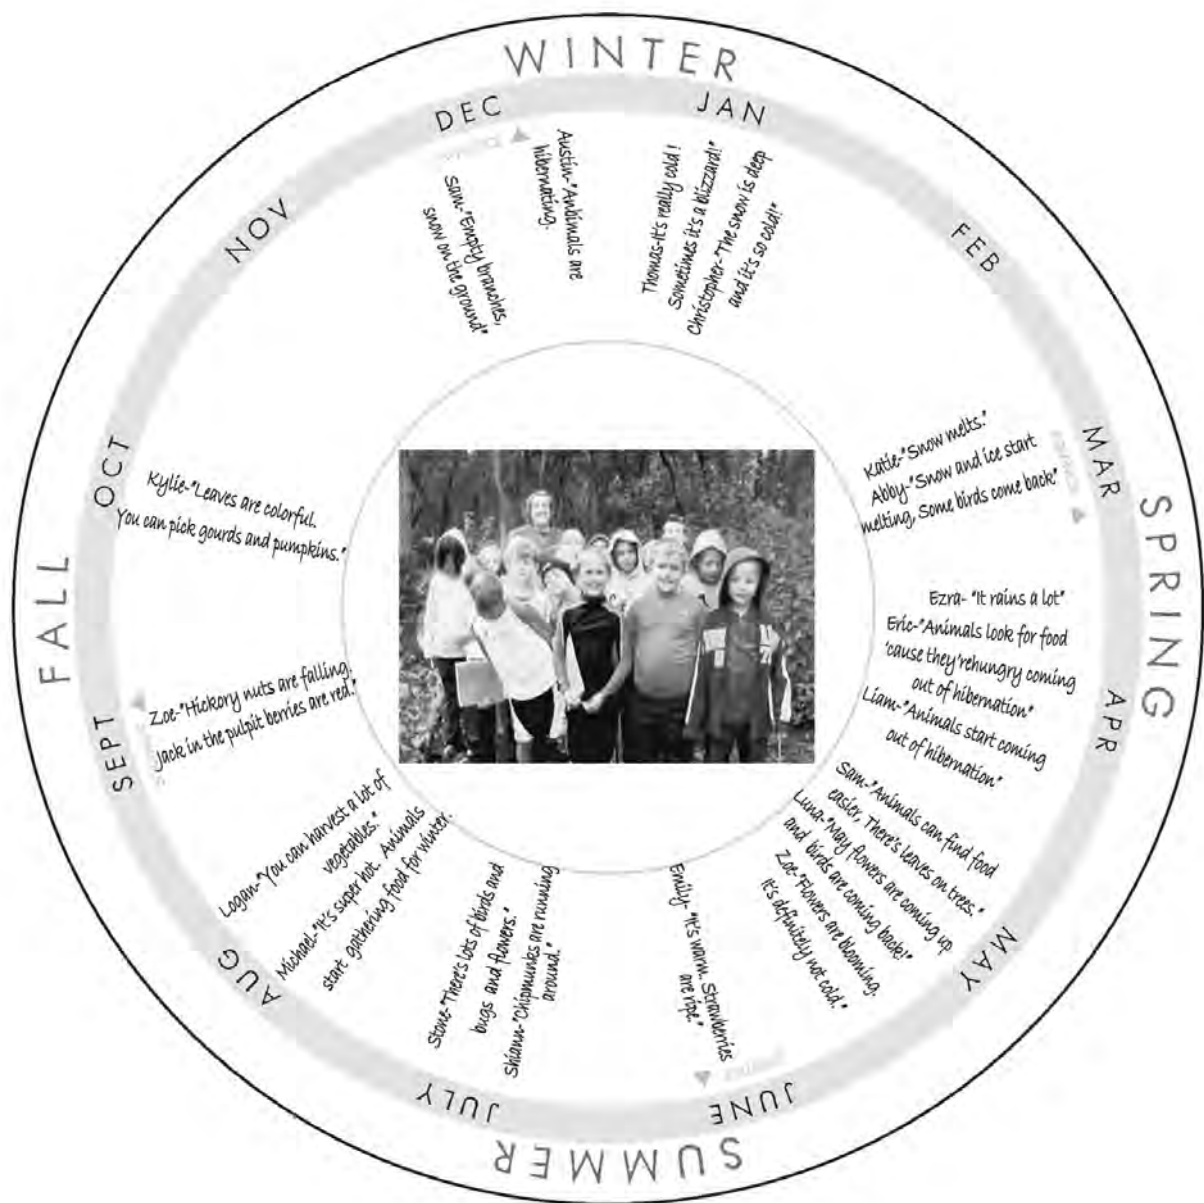 WINTER
DEC
JAN
Sam-"Empty branches,
snow on the ground"
Austin-"Anbimals are
hibernating.
Thomas-It's really cold !
Sometimes it's a blizzard!"
Christopher-"The snow is deep
and it's so cold!"
FEB
SPRING
MAR
Katie-"Snow melts."
Abby-"Snow and ice start
melting, Some birds come back"
APR
Ezra- "It rains a lot"
Eric-"Animals look for food
'cause they'rehungry coming
out of hibernation"
Liam-"Animals start coming
out of hibernation"
MAY
Sam-"Animals can find food
easier, There's leaves on trees."
Luna-"May flowers are coming up
and birds are coming back!"
Zoe-"Flowers are blooming.
it's definitely not cold."
SUMMER
JUNE
Emily- "It's warm. Strawberries
are ripe."
JULY
Stone-"There's lots of birds and
bugs and flowers."
Shiann-"Chipmunks are running
around."
AUG
Logan-"You can harvest a lot of
vegetables."
Michael-"It's super hot. Animals
start gathering food for winter.
FALL
SEPT
Zoe-"Hickory nuts are falling.
Jack in the pulpit berries are red."
OCT
Kylie-"Leaves are colorful.
You can pick gourds and pumpkins."
NOV